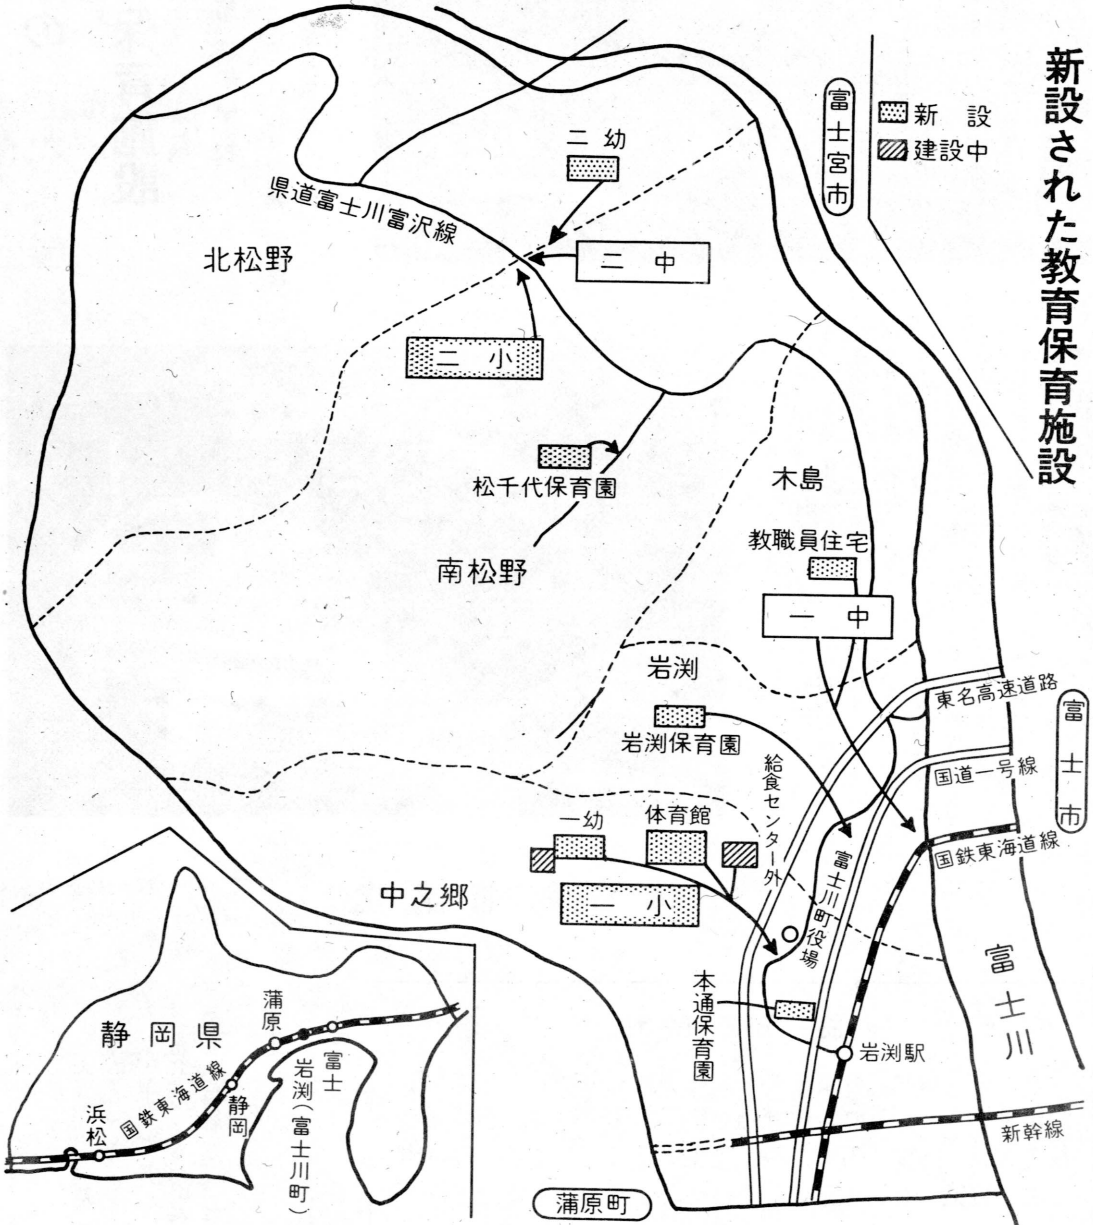 新設された教育保育施設
新設
建設中
富士宮市
二幼
県道富士川富沢線
北松野
二中
二小
松千代保育園
南松野
木島
教職員住宅
一中
岩渕
岩渕保育園
東名高速道路
富士市
国道一号線
国鉄東海道線
給食センター外
一幼
体育館
一小
富士川町役場
中之郷
本通保育園
富士川
岩渕駅
新幹線
蒲原町
静岡県
蒲原
富士
岩渕(富士川町)
国鉄東海道線
静岡
浜松